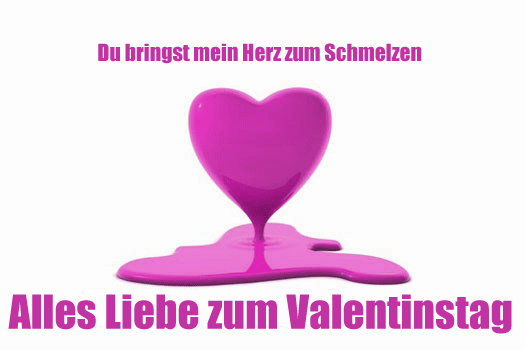 Du bringst mein Herz zum Schmelzen
Alles Liebe zum Valentinstag